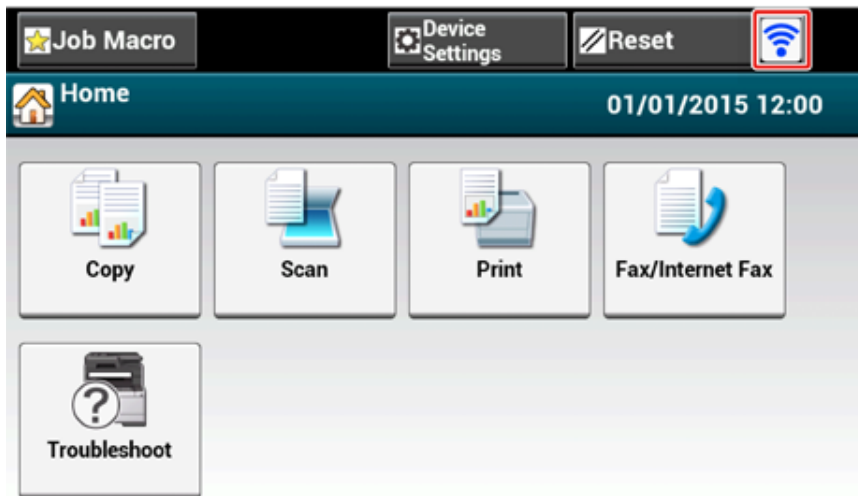 Job Macro
Device
Settings
Reset
Home
01/01/2015 12:00
Copy
Scan
Print
Fax/Internet Fax
Troubleshoot